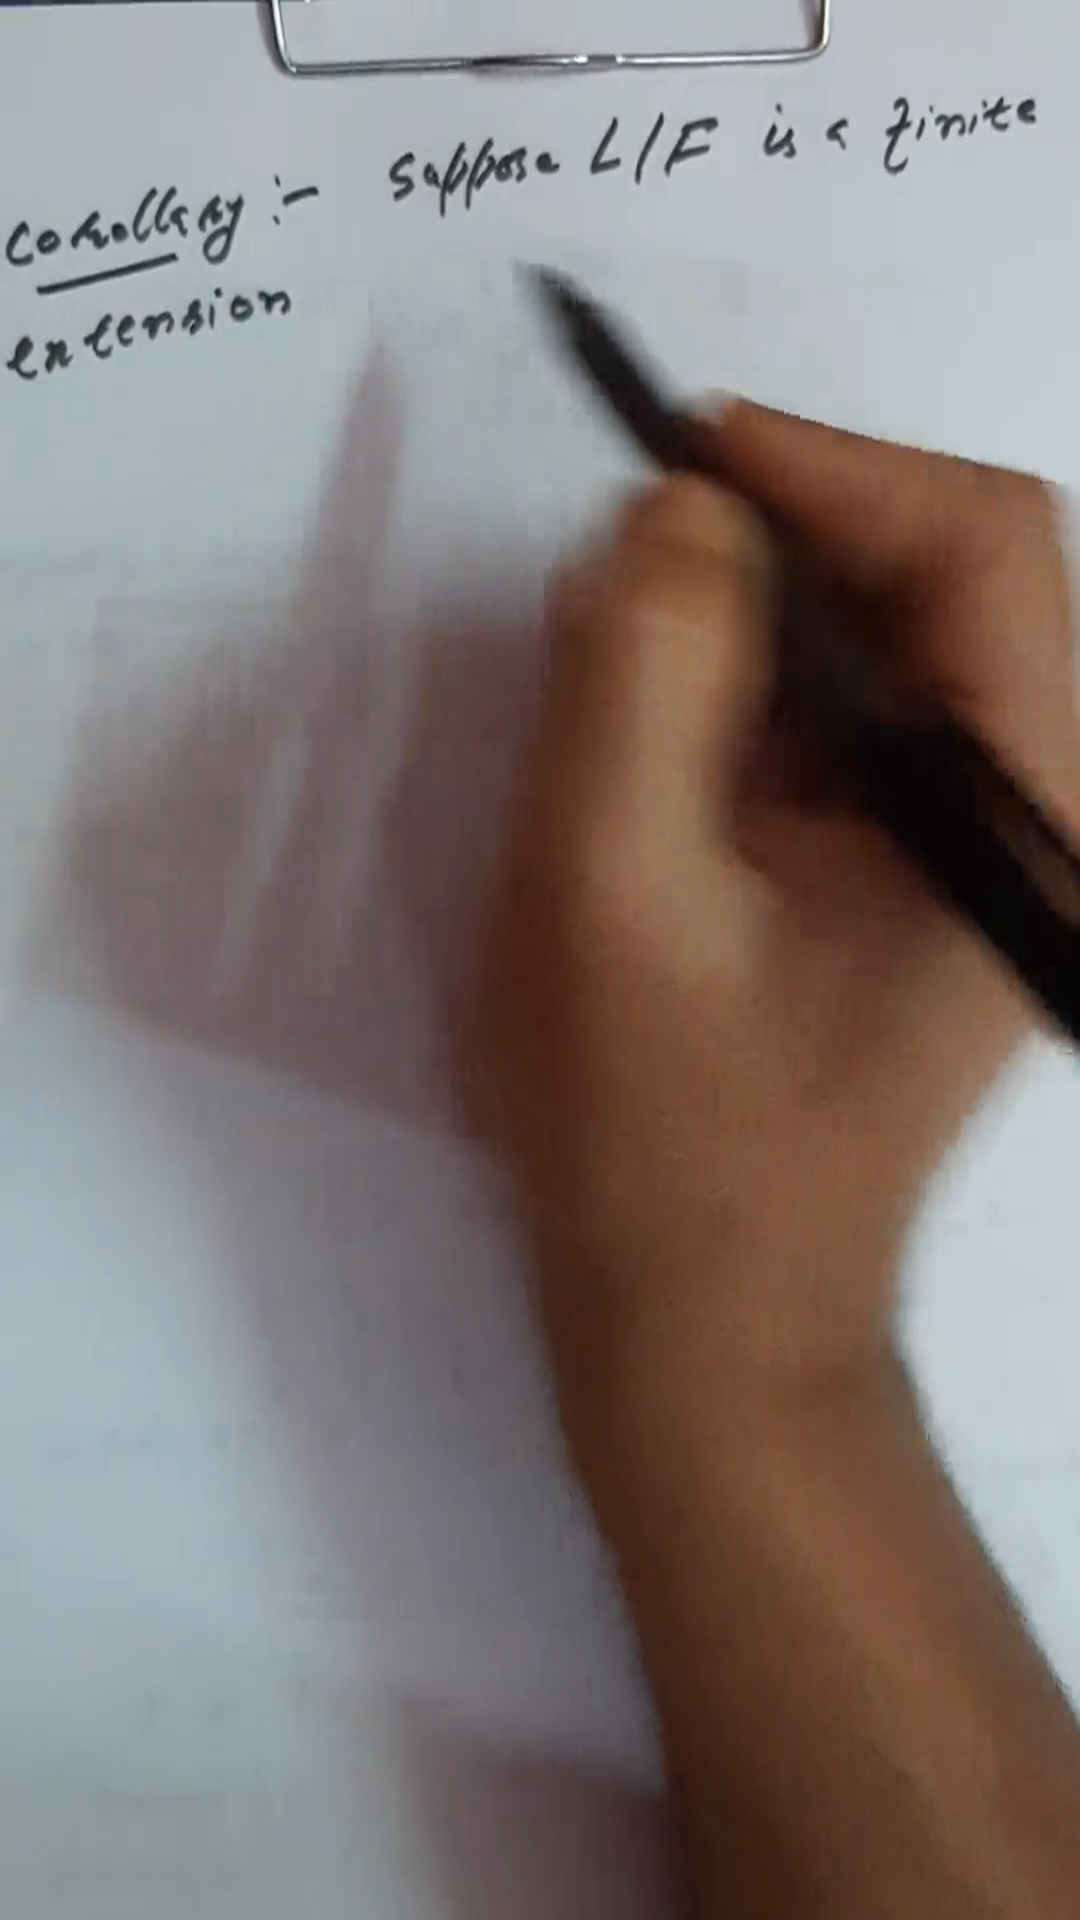 Corollary :- Suppose L/F is a finite
extension